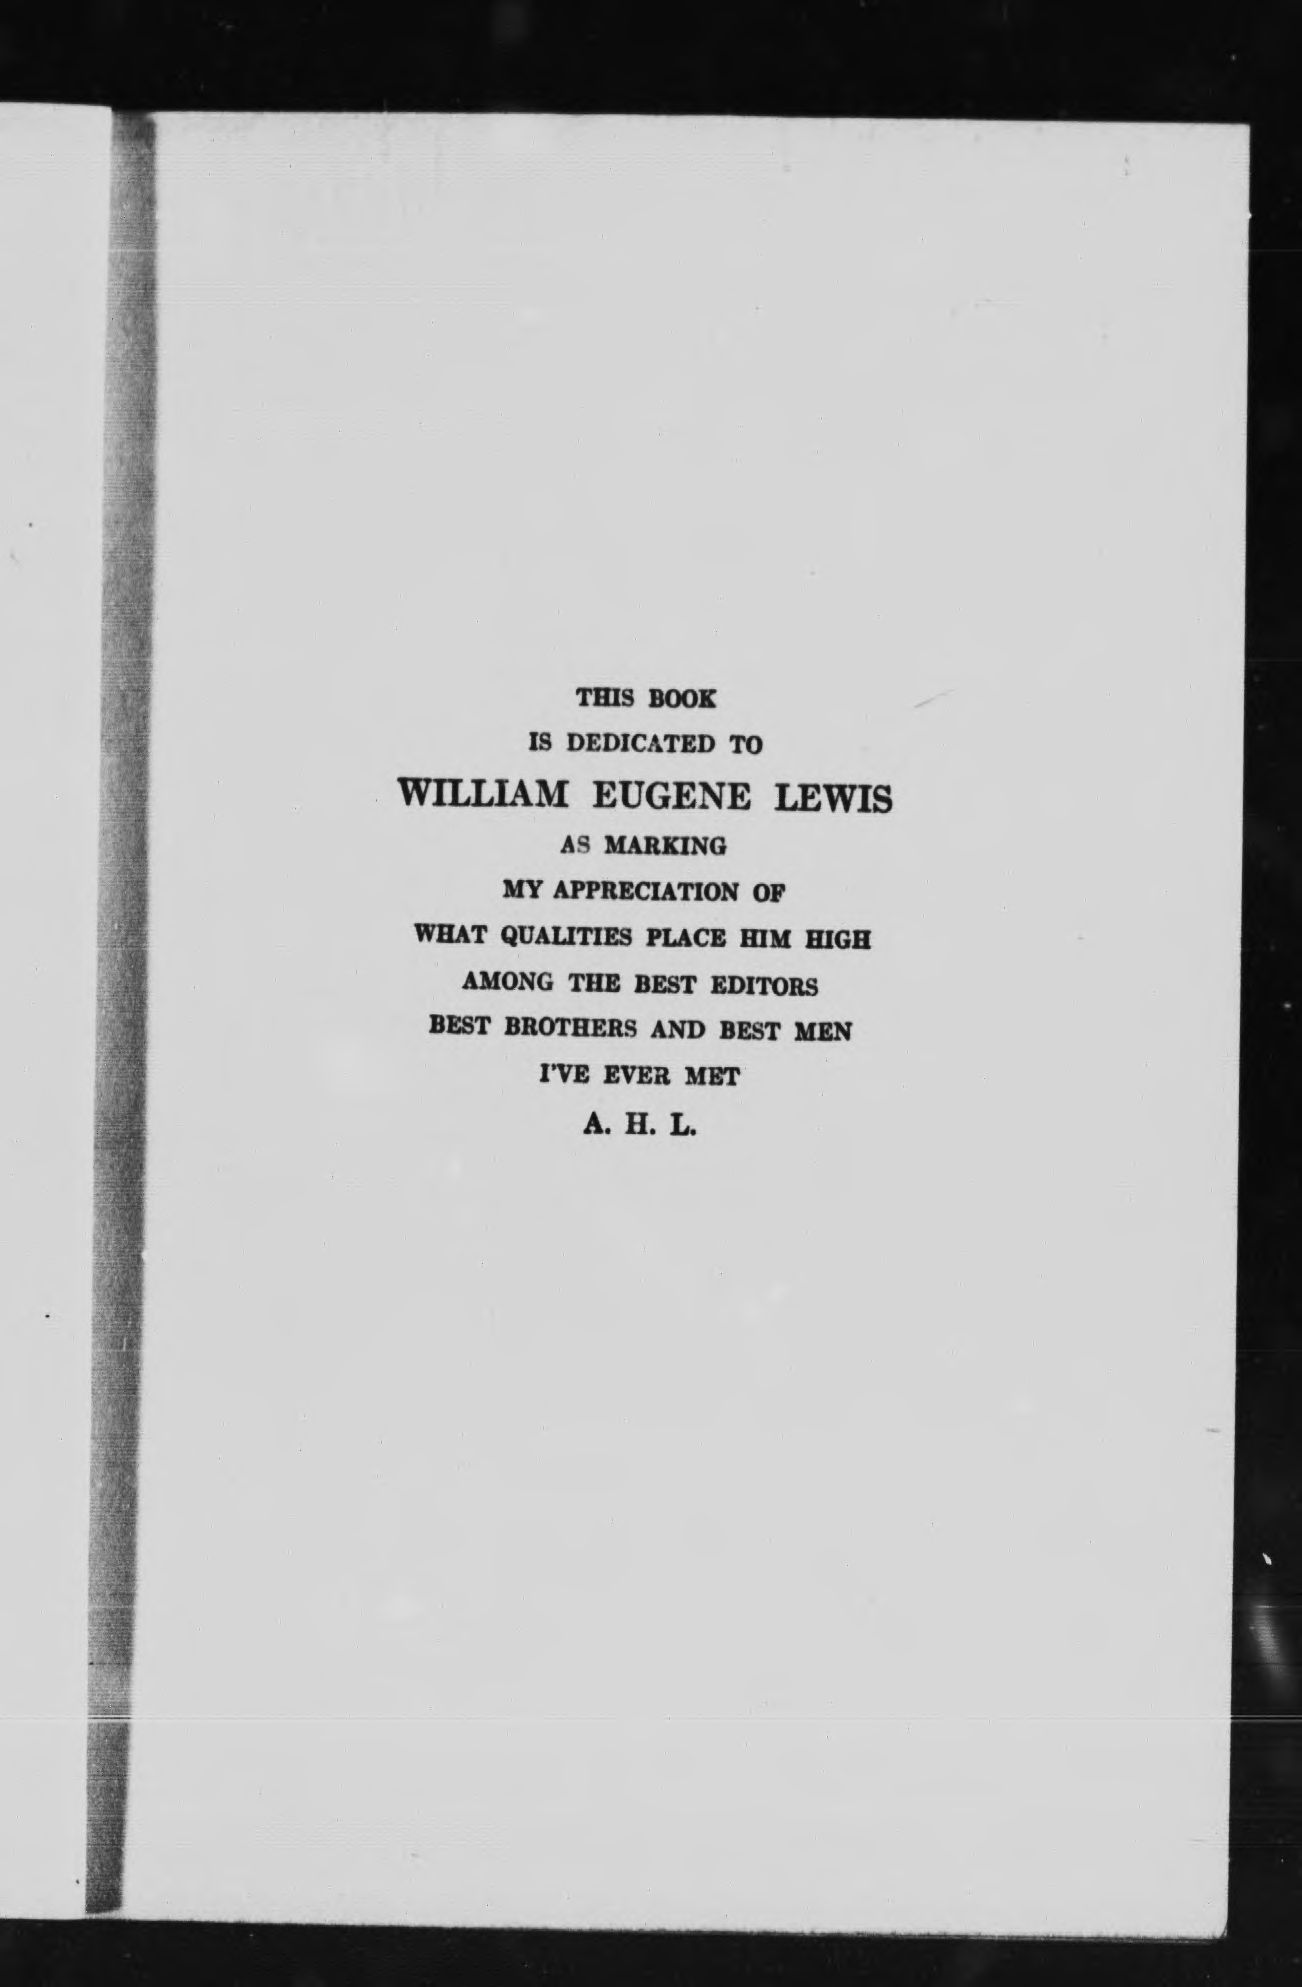 THIS BOOK
IS DEDICATED TO
WILLIAM EUGENE LEWIS
AS MARKING
MY APPRECIATION OF
WHAT QUALITIES PLACE HIM HIGH
AMONG THE BEST EDITORS
BEST BROTHERS AND BEST MEN
I'VE EVER MET
A. H. L.